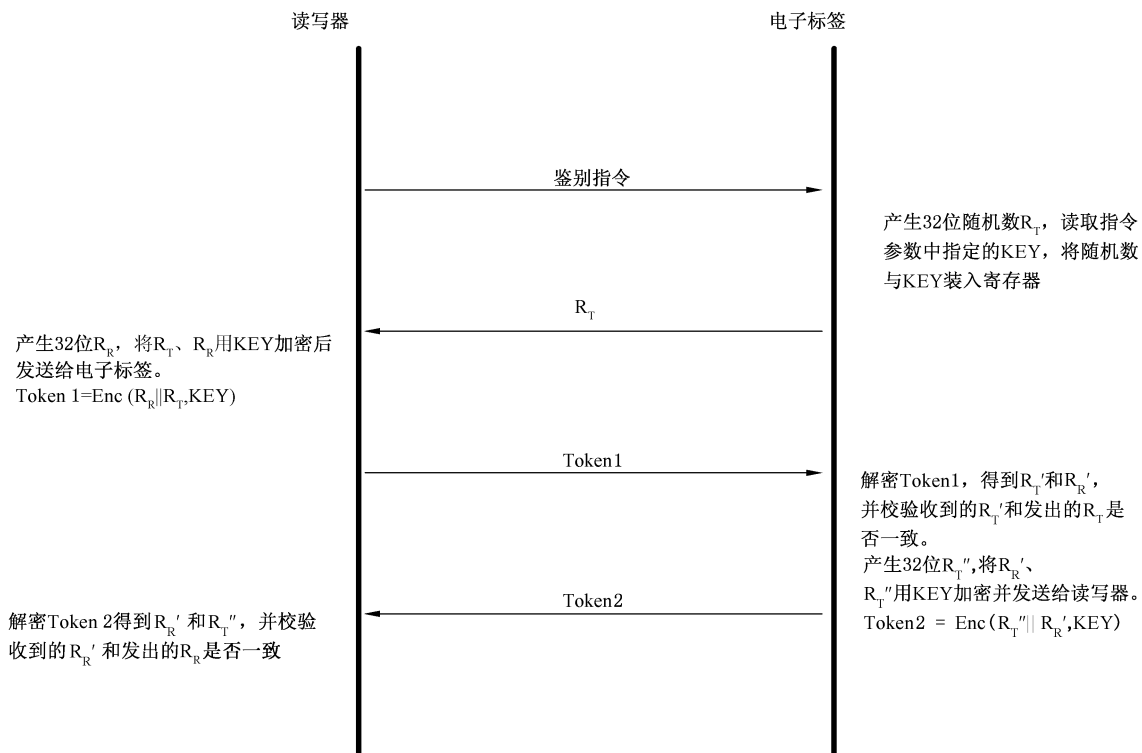 读写器
电子标签
鉴别指令
产生32位随机数R_T，读取指令
参数中指定的KEY，将随机数
与KEY装入寄存器
R_T
产生32位R_R，将R_T、R_R用KEY加密后
发送给电子标签。
Token 1=Enc (R_R||R_T,KEY)
Token1
解密Token1，得到R_T′和R_R′，
并校验收到的R_T′和发出的R_T是
否一致。
产生32位R_T″,将R_R′、
R_T″用KEY加密并发送给读写器。
Token2 = Enc(R_T″|| R_R′,KEY)
Token2
解密Token 2得到R_R′ 和R_T″，并校验
收到的R_R′ 和发出的R_R是否一致